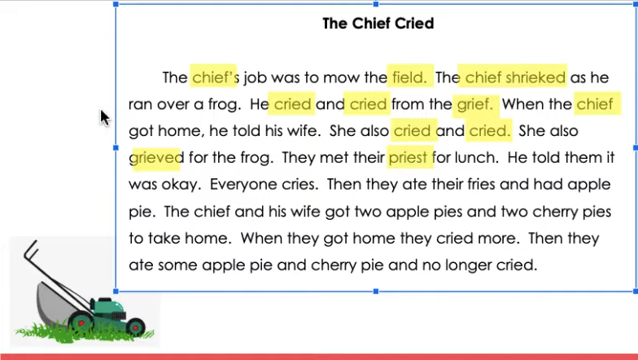 The Chief Cried
The chief's job was to mow the field. The chief shrieked as he
ran over a frog. He cried and cried from the grief. When the chief
got home, he told his wife. She also cried and cried. She also
grieved for the frog. They met their priest for lunch. He told them it
was okay. Everyone cries. Then they ate their fries and had apple
pie. The chief and his wife got two apple pies and two cherry pies
to take home. When they got home they cried more. Then they
ate some apple pie and cherry pie and no longer cried.